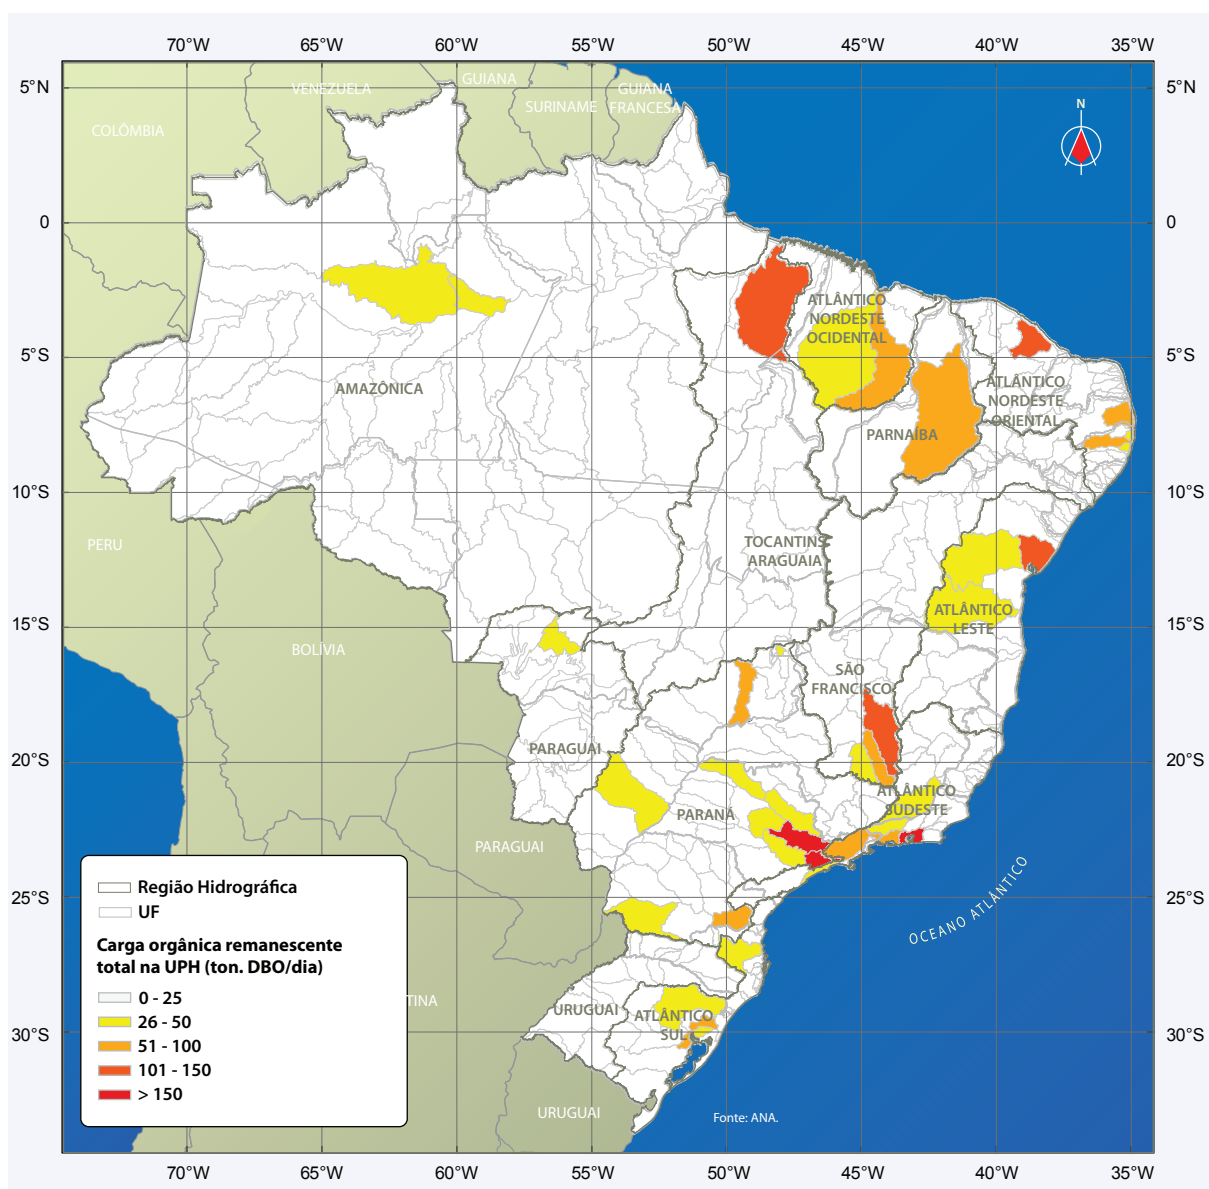 70°W 65°W 60°W 55°W 50°W 45°W 40°W 35°W
5°N
5°N
0
0
5°S
5°S
10°S
10°S
15°S
15°S
20°S
20°S
25°S
25°S
30°S
30°S
VENEZUELA
GUIANA
SURINAME
GUIANA
FRANCESA
COLÔMBIA
N
ATLÂNTICO
NORDESTE
OCIDENTAL
AMAZÔNICA
ATLÂNTICO
NORDESTE
ORIENTAL
PARNAÍBA
PERU
TOCANTINS
ARAGUAIA
ATLÂNTICO
LESTE
BOLÍVIA
SÃO
FRANCISCO
PARAGUAI
ATLÂNTICO
SUDESTE
PARANÁ
PARAGUAI
OCEANO ATLÂNTICO
TINA
URUGUAI
ATLÂNTICO
SUL
URUGUAI
Fonte: ANA.
Região Hidrográfica
UF
Carga orgânica remanescente
total na UPH (ton. DBO/dia)
0 - 25
26 - 50
51 - 100
101 - 150
> 150
70°W 65°W 60°W 55°W 50°W 45°W 40°W 35°W